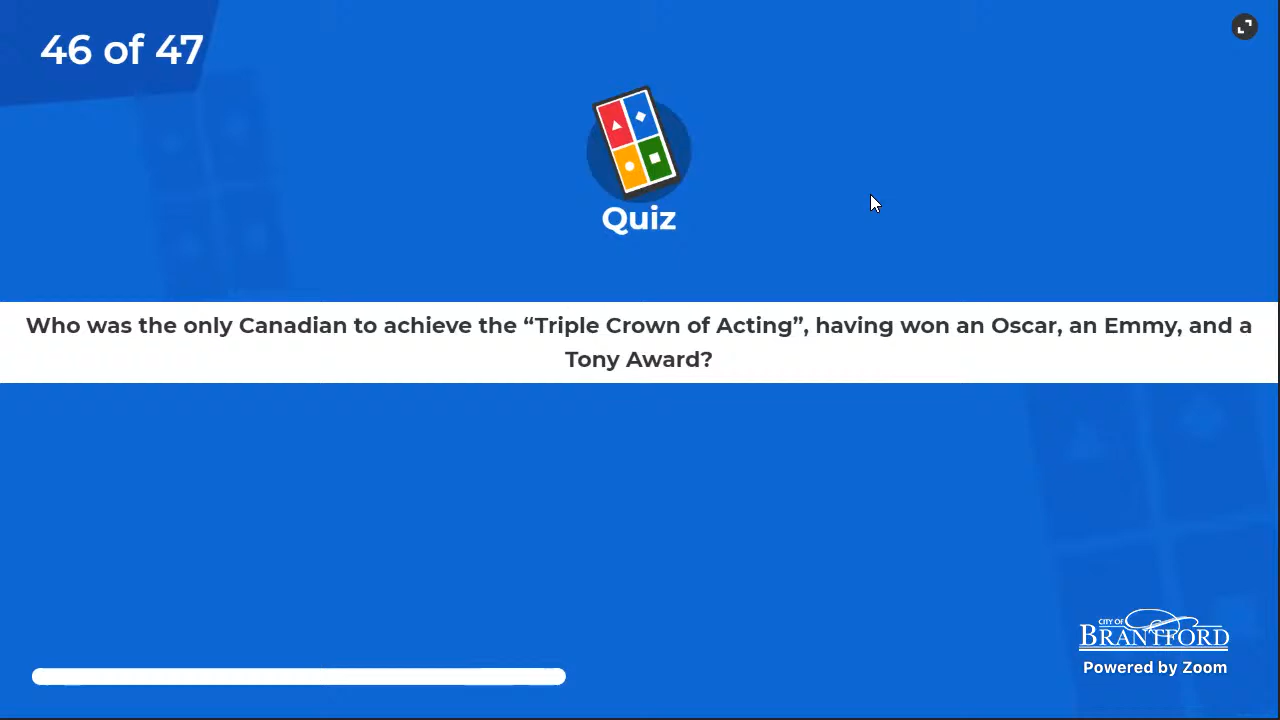 46 of 47
Quiz
Who was the only Canadian to achieve the “Triple Crown of Acting”, having won an Oscar, an Emmy, and a
Tony Award?
CITY OF
BRANTFORD
Powered by Zoom